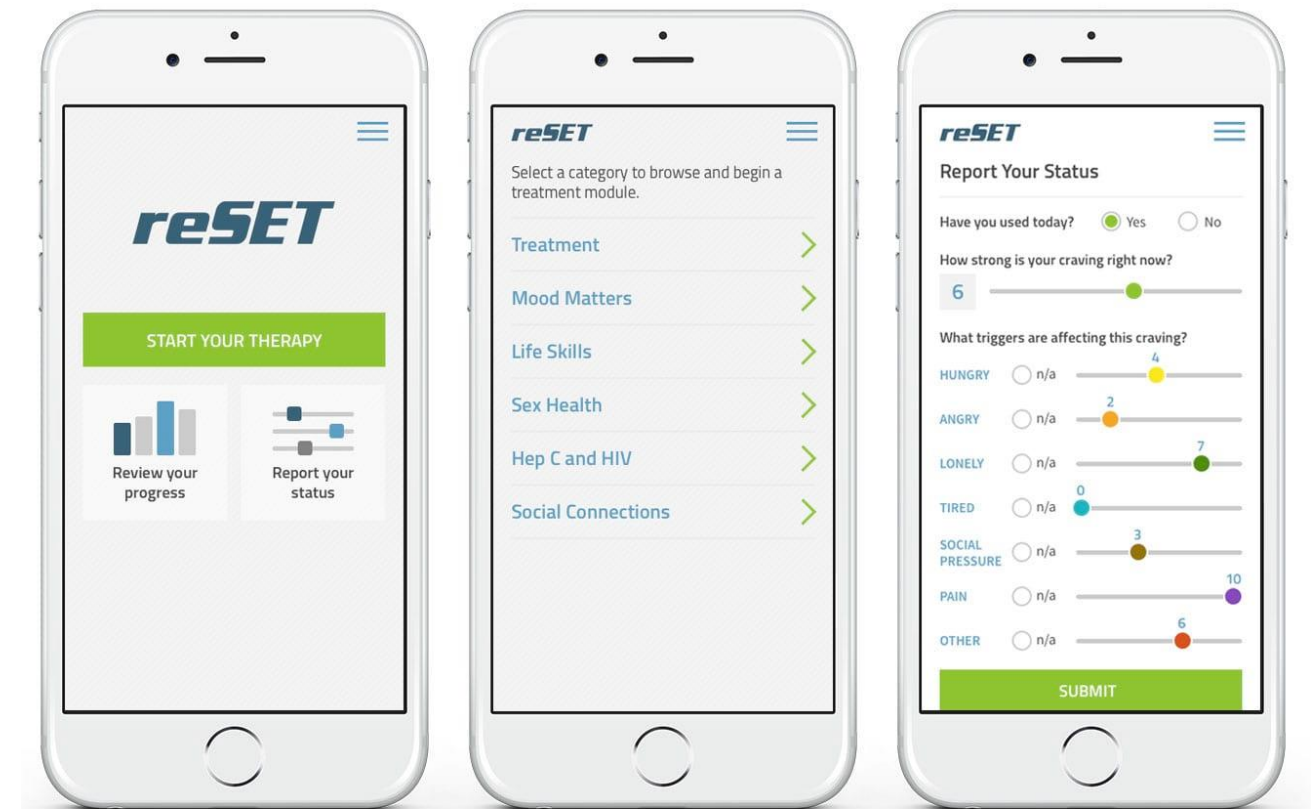 reSET
START YOUR THERAPY
Review your
progress
Report your
status
reSET
Select a category to browse and begin a
treatment module.
Treatment
Mood Matters
Life Skills
Sex Health
Hep C and HIV
Social Connections
reSET
Report Your Status
Have you used today? Yes No
How strong is your craving right now?
6
What triggers are affecting this craving?
4
HUNGRY n/a
2
ANGRY n/a
7
LONELY n/a
0
TIRED n/a
3
SOCIAL
PRESSURE n/a
10
PAIN n/a
6
OTHER n/a
SUBMIT